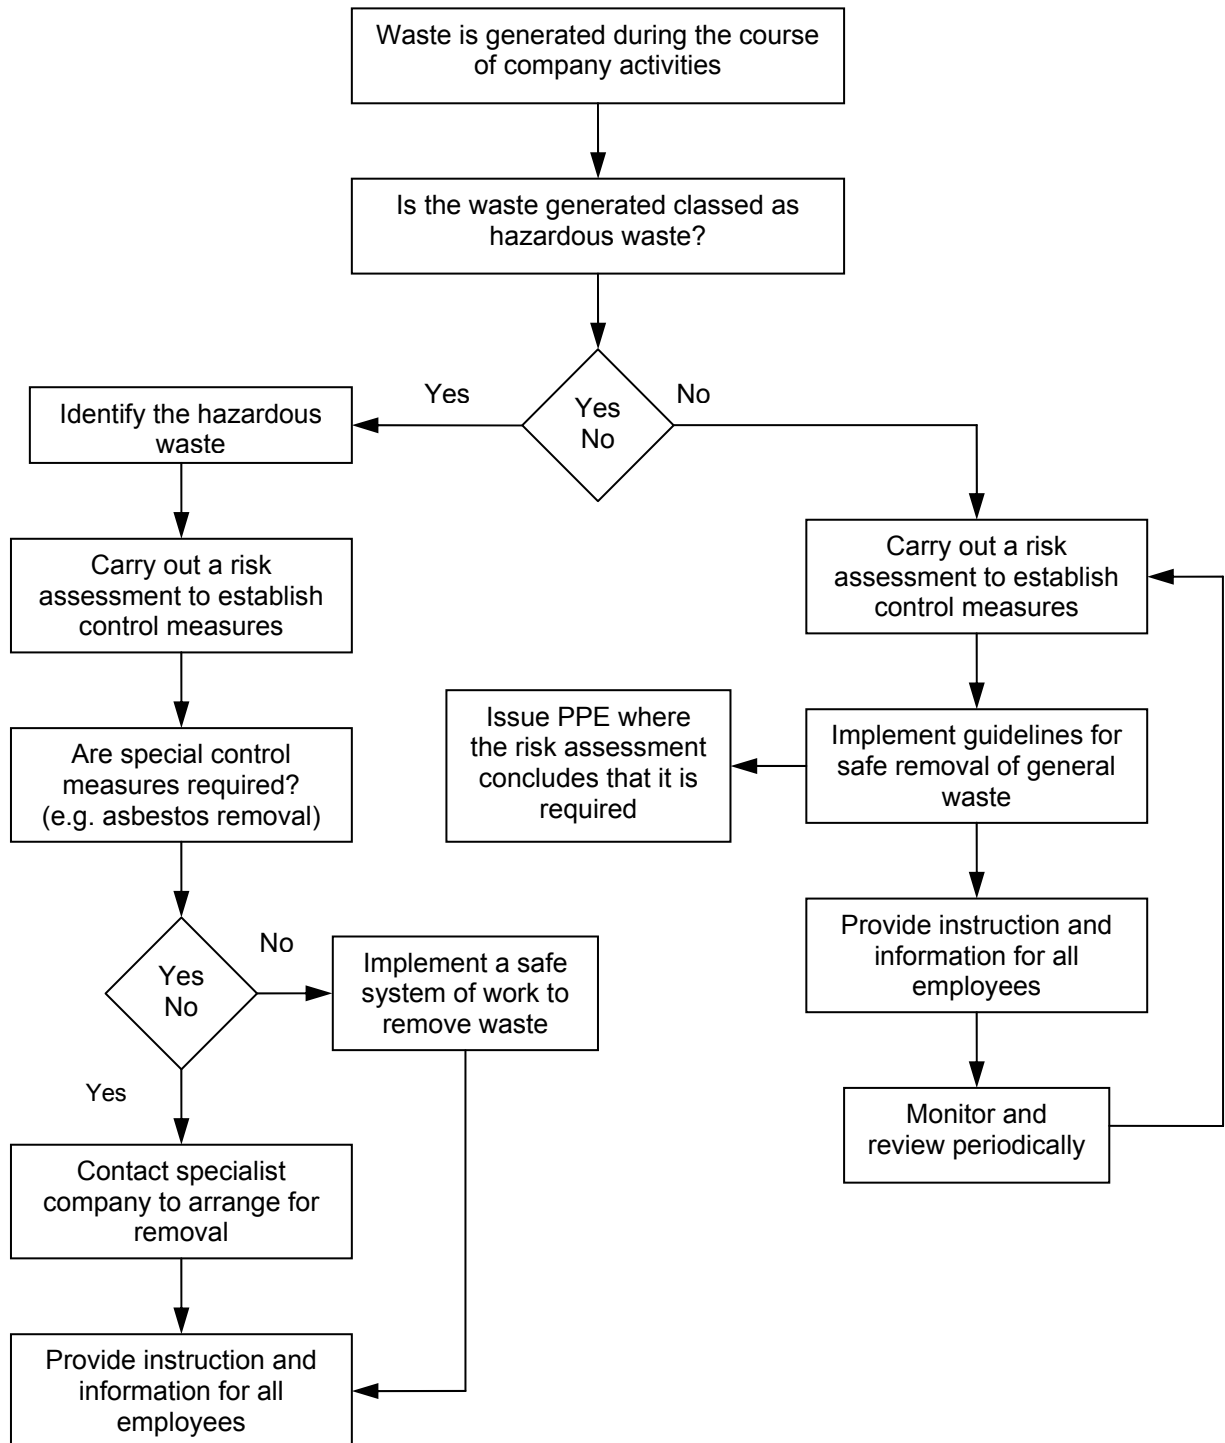 Waste is generated during the course
of company activities
Is the waste generated classed as
hazardous waste?
Yes
No
Yes
No
Identify the hazardous
waste
Carry out a risk
assessment to establish
control measures
Carry out a risk
assessment to establish
control measures
Are special control
measures required?
(e.g. asbestos removal)
Issue PPE where
the risk assessment
concludes that it is
required
Implement guidelines for
safe removal of general
waste
Provide instruction and
information for all
employees
Yes
No
No
Implement a safe
system of work to
remove waste
Yes
Monitor and
review periodically
Contact specialist
company to arrange for
removal
Provide instruction and
information for all
employees